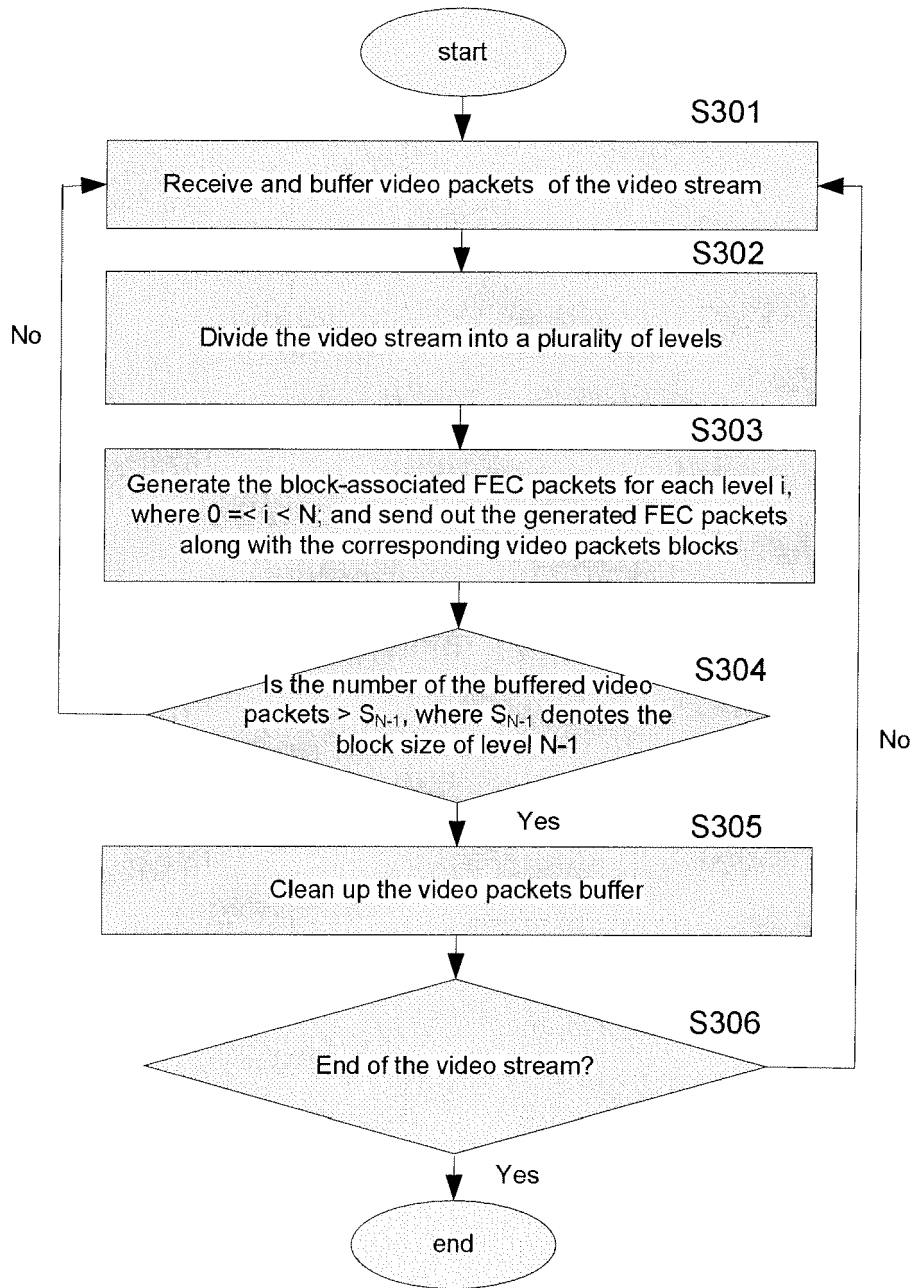 start
S301
Receive and buffer video packets of the video stream
S302
No
Divide the video stream into a plurality of levels
S303
Generate the block-associated FEC packets for each level i,
where 0 =< i < N; and send out the generated FEC packets
along with the corresponding video packets blocks
S304
Is the number of the buffered video
packets > S_{N-1}, where S_{N-1} denotes the
block size of level N-1
No
Yes
S305
Clean up the video packets buffer
S306
End of the video stream?
Yes
end